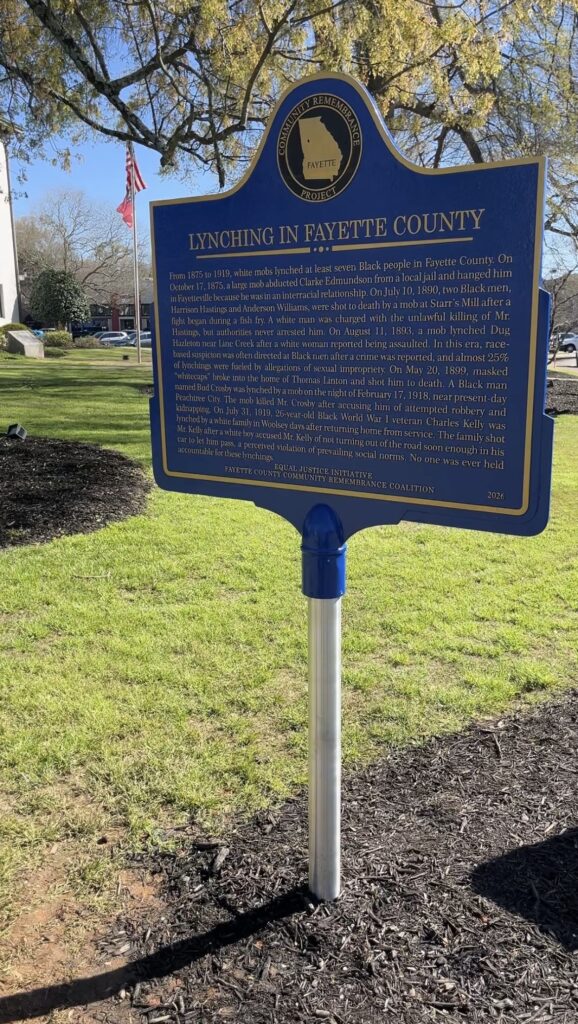 COMMUNITY REMEMBRANCE
FAYETTE
PROJECT
LYNCHING IN FAYETTE COUNTY
From 1875 to 1919, white mobs lynched at least seven Black people in Fayette County. On
October 17, 1875, a large mob abducted Clarke Edmundson from a local jail and hanged him
in Fayetteville because he was in an interracial relationship. On July 10, 1890, two Black men,
Harrison Hastings and Anderson Williams, were shot to death by a mob at Starr's Mill after a
fight began during a fish fry. A white man was charged with the unlawful killing of Mr.
Hastings, but authorities never arrested him. On August 11, 1893, a mob lynched Dug
Hazleton near Line Creek after a white woman reported being assaulted. In this era, race-
based suspicion was often directed at Black men after a crime was reported, and almost 25%
of lynchings were fueled by allegations of sexual impropriety. On May 20, 1899, masked
"whitecaps" broke into the home of Thomas Linton and shot him to death. A Black man
named Bud Crosby was lynched by a mob on the night of February 17, 1918, near present-day
Peachtree City. The mob killed Mr. Crosby after accusing him of attempted robbery and
kidnapping. On July 31, 1919, 26-year-old Black World War I veteran Charles Kelly was
lynched by a white family in Woolsey days after returning home from service. The family shot
Mr. Kelly after a white boy accused Mr. Kelly of not turning out of the road soon enough in his
car to let him pass, a perceived violation of prevailing social norms. No one was ever held
accountable for these lynchings.
EQUAL JUSTICE INITIATIVE
FAYETTE COUNTY COMMUNITY REMEMBRANCE COALITION
2026